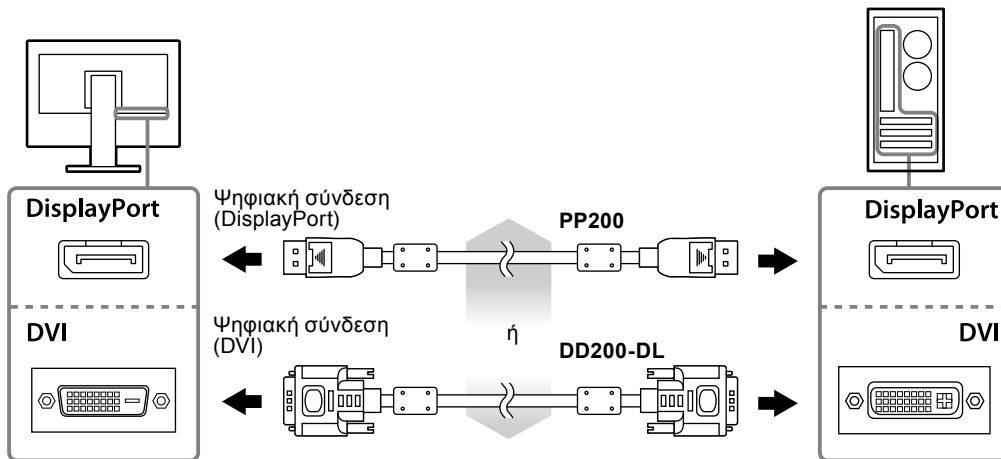 DisplayPort
Ψηφιακή σύνδεση
(DisplayPort)
PP200
DisplayPort
DVI
Ψηφιακή σύνδεση
(DVI)
ή
DD200-DL
DVI